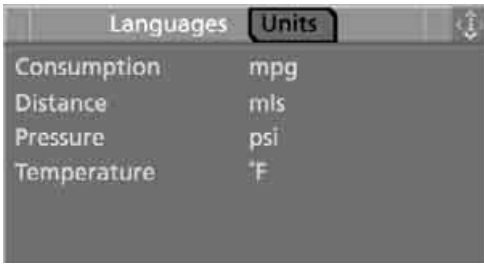 Languages Units
Consumption mpg
Distance mls
Pressure psi
Temperature °F